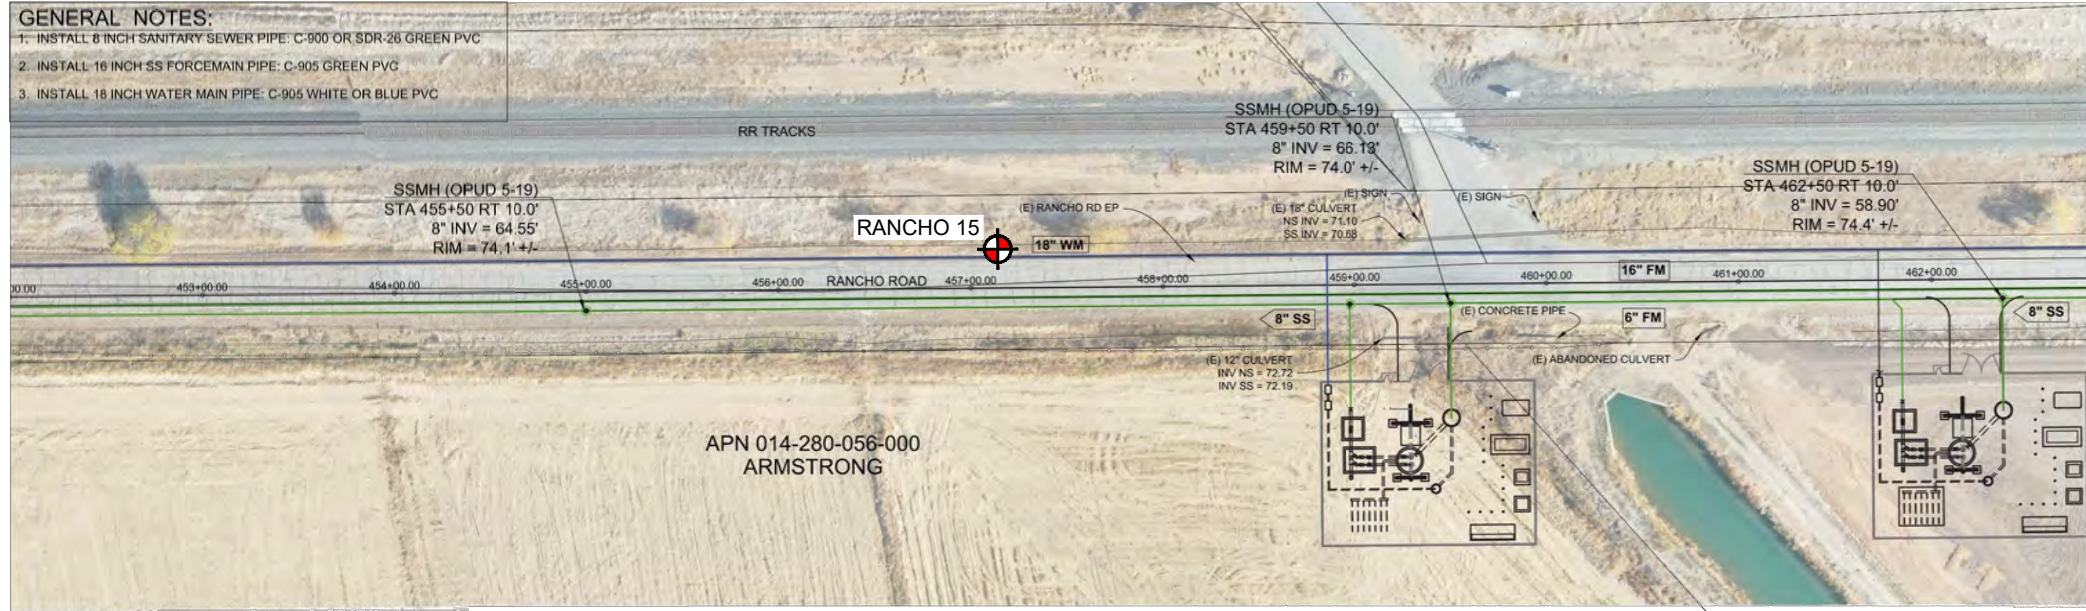 GENERAL NOTES:
1. INSTALL 8 INCH SANITARY SEWER PIPE: C-900 OR SDR-26 GREEN PVC
2. INSTALL 16 INCH SS FORCEMAIN PIPE: C-905 GREEN PVC
3. INSTALL 18 INCH WATER MAIN PIPE: C-905 WHITE OR BLUE PVC
RR TRACKS
SSMH (OPUD 5-19)
STA 459+50 RT 10.0'
8" INV = 66.13'
RIM = 74.0' +/-
SSMH (OPUD 5-19)
STA 462+50 RT 10.0'
8" INV = 58.90'
RIM = 74.4' +/-
SSMH (OPUD 5-19)
STA 455+50 RT 10.0'
8" INV = 64.55'
RIM = 74.1' +/-
(E) SIGN
(E) SIGN
(E) RANCHO RD EP
(E) 18" CULVERT
NS INV = 71.10
SS INV = 70.68
RANCHO 15
18" WM
16" FM
00.00
453+00.00
454+00.00
455+00.00
456+00.00
RANCHO ROAD
457+00.00
458+00.00
459+00.00
460+00.00
461+00.00
462+00.00
8" SS
(E) CONCRETE PIPE
6" FM
8" SS
(E) 12" CULVERT
INV NS = 72.72
INV SS = 72.19
(E) ABANDONED CULVERT
APN 014-280-056-000
ARMSTRONG